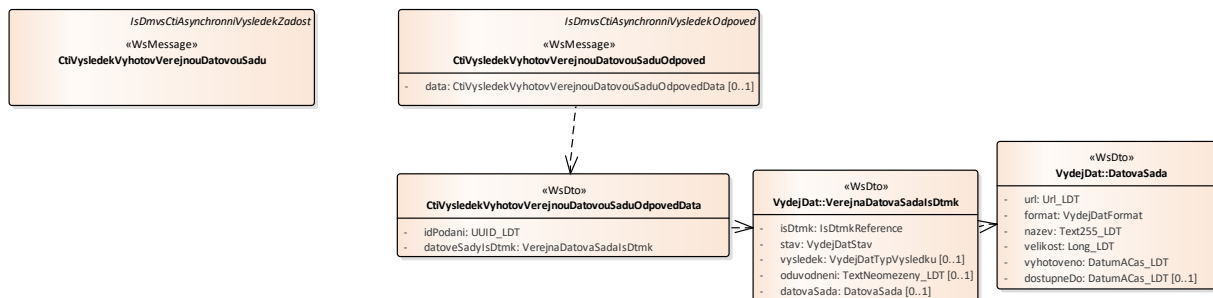 IsDmvsCtiAsynchronniVysledekZadost
«WsMessage»
CtiVysledekVyhotovVerejnouDatovouSadu
IsDmvsCtiAsynchronniVysledekOdpoved
«WsMessage»
CtiVysledekVyhotovVerejnouDatovouSaduOdpoved
- data: CtiVysledekVyhotovVerejnouDatovouSaduOdpovedData [0..1]
«WsDto»
CtiVysledekVyhotovVerejnouDatovouSaduOdpovedData
- idPodani: UUID_LDT
- datoveSadyIsDtmk: VerejnaDatovaSadaIsDtmk
«WsDto»
VydejDat::VerejnaDatovaSadaIsDtmk
- isDtmk: IsDtmkReference
- stav: VydejDatStav
- vysledek: VydejDatTypVysledku [0..1]
- oduvodneni: TextNeomezeny_LDT [0..1]
- datovaSada: DatovaSada [0..1]
«WsDto»
VydejDat::DatovaSada
- url: Url_LDT
- format: VydejDatFormat
- nazev: Text255_LDT
- velikost: Long_LDT
- vyhotoveno: DatumACas_LDT
- dostupneDo: DatumACas_LDT [0..1]